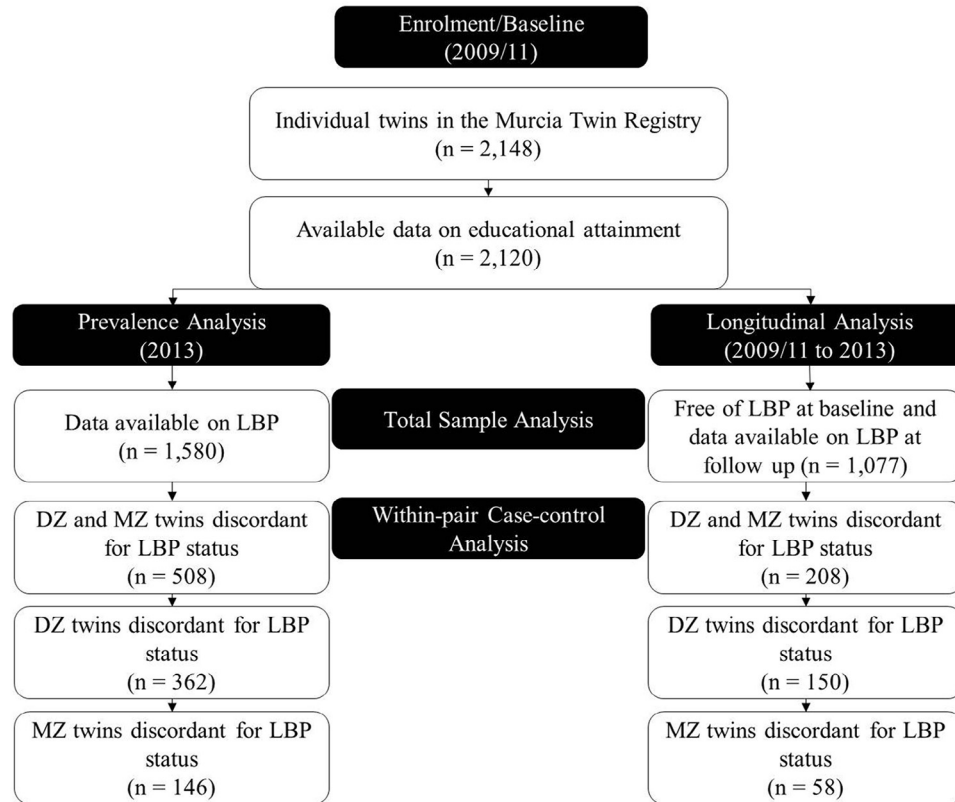 Enrolment/Baseline
(2009/11)
Individual twins in the Murcia Twin Registry
(n = 2,148)
Available data on educational attainment
(n = 2,120)
Prevalence Analysis
(2013)
Longitudinal Analysis
(2009/11 to 2013)
Data available on LBP
(n = 1,580)
Total Sample Analysis
Free of LBP at baseline and
data available on LBP at
follow up (n = 1,077)
DZ and MZ twins discordant
for LBP status
(n = 508)
Within-pair Case-control
Analysis
DZ and MZ twins discordant
for LBP status
(n = 208)
DZ twins discordant for LBP
status
(n = 362)
DZ twins discordant for LBP
status
(n = 150)
MZ twins discordant for LBP
status
(n = 146)
MZ twins discordant for LBP
status
(n = 58)